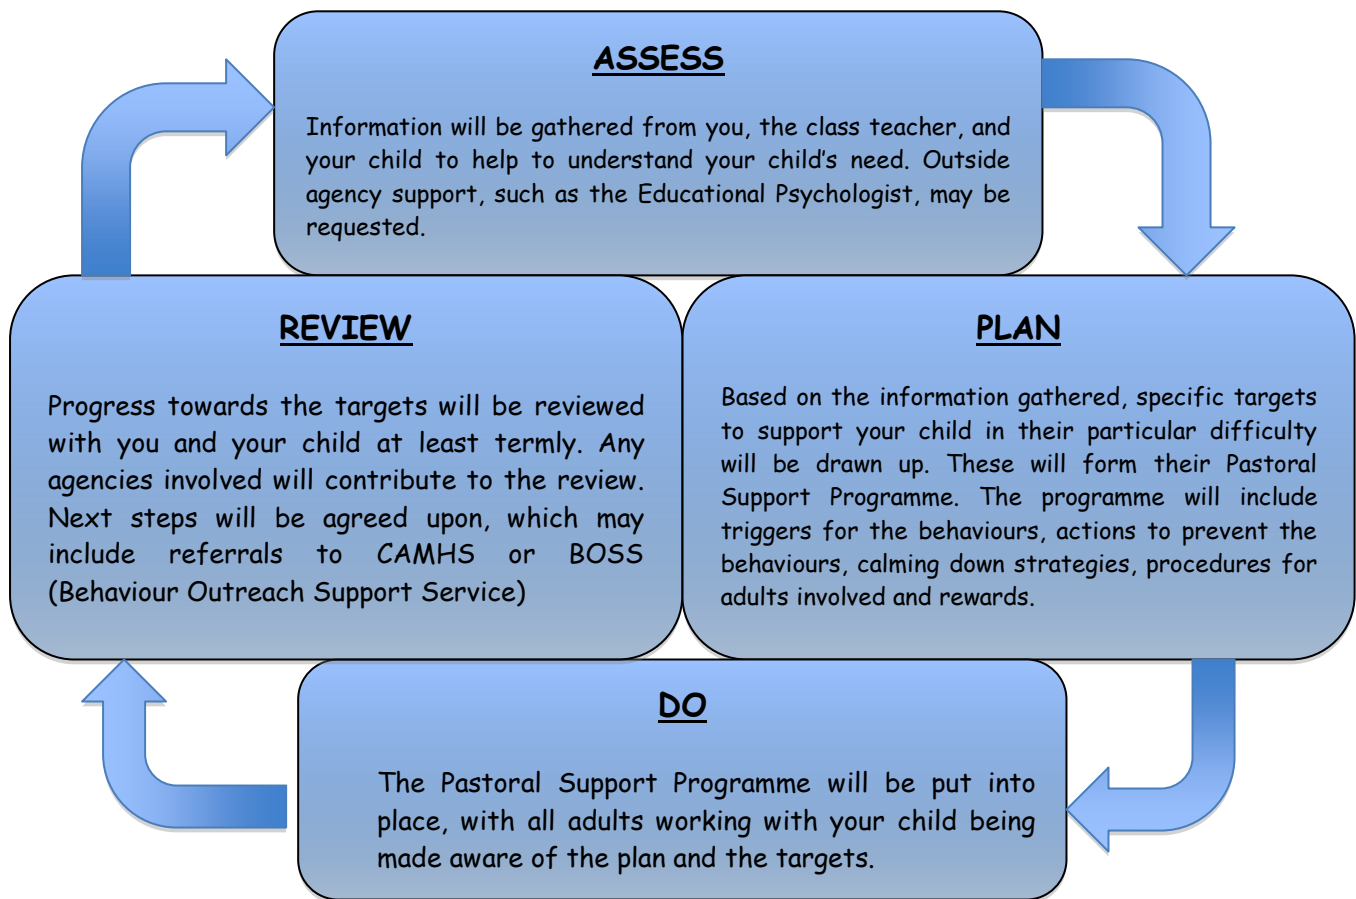 ASSESS
Information will be gathered from you, the class teacher, and
your child to help to understand your child’s need. Outside
agency support, such as the Educational Psychologist, may be
requested.
REVIEW
Progress towards the targets will be reviewed
with you and your child at least termly. Any
agencies involved will contribute to the review.
Next steps will be agreed upon, which may
include referrals to CAMHS or BOSS
(Behaviour Outreach Support Service)
PLAN
Based on the information gathered, specific targets
to support your child in their particular difficulty
will be drawn up. These will form their Pastoral
Support Programme. The programme will include
triggers for the behaviours, actions to prevent the
behaviours, calming down strategies, procedures for
adults involved and rewards.
DO
The Pastoral Support Programme will be put into
place, with all adults working with your child being
made aware of the plan and the targets.